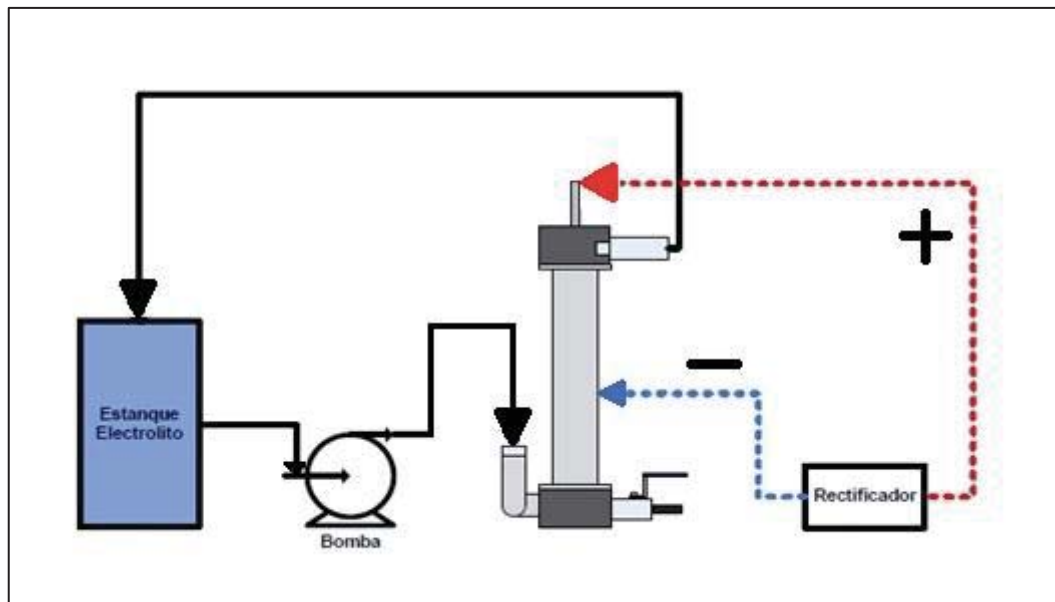 +
−
Estanque
Electrolito
Rectificador
Bomba